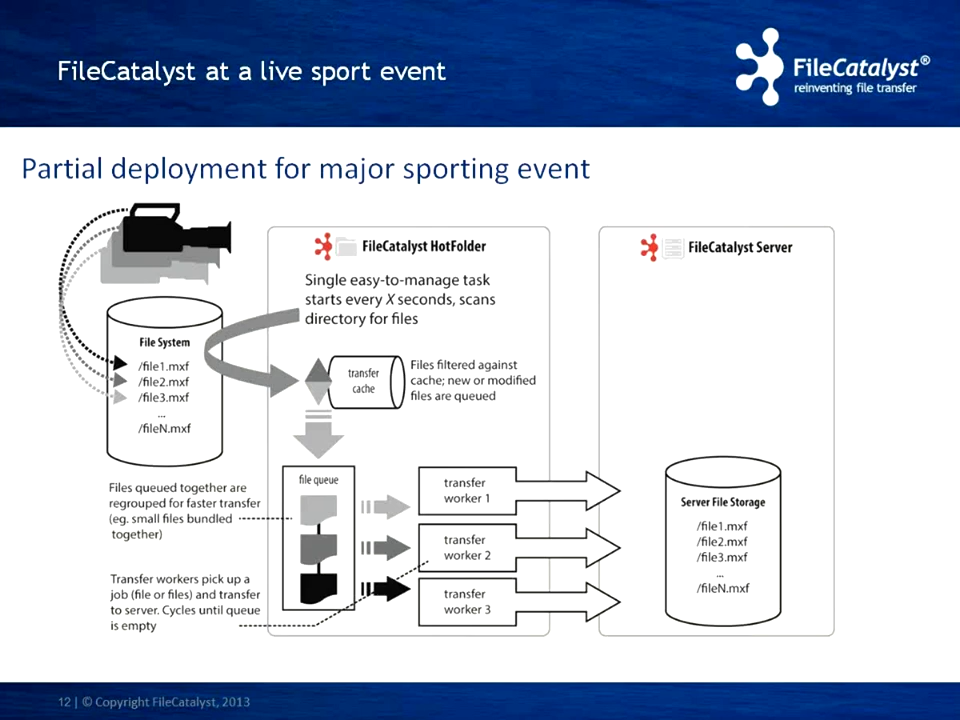 FileCatalyst at a live sport event
FileCatalyst®
reinventing file transfer
Partial deployment for major sporting event
FileCatalyst HotFolder
Single easy-to-manage task
starts every X seconds, scans
directory for files
FileCatalyst Server
File System
/file1.mxf
/file2.mxf
/file3.mxf
...
/fileN.mxf
transfer
cache
Files filtered against
cache; new or modified
files are queued
Files queued together are
regrouped for faster transfer
(eg. small files bundled
together)
Transfer workers pick up a
job (file or files) and transfer
to server. Cycles until queue
is empty
file queue
transfer
worker 1
transfer
worker 2
transfer
worker 3
Server File Storage
/file1.mxf
/file2.mxf
/file3.mxf
...
/fileN.mxf
12 | © Copyright FileCatalyst, 2013